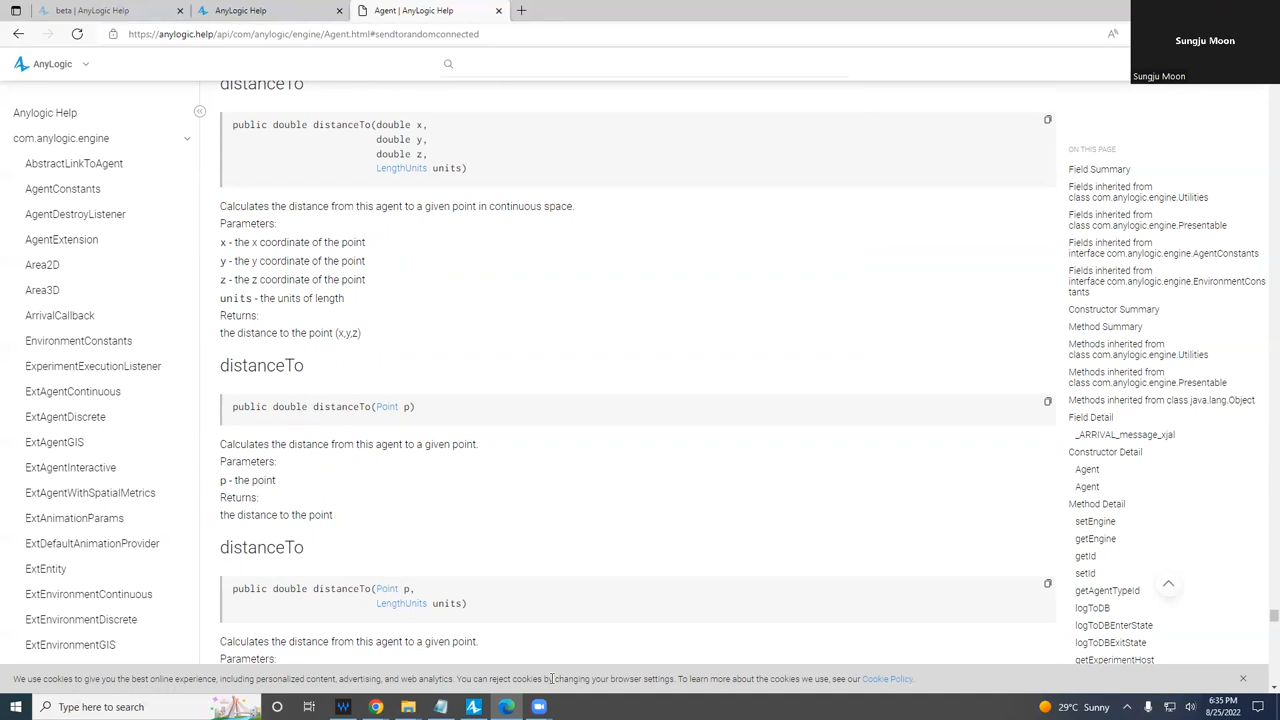 beta | AnyLogic Help
AnyLogic Help
Agent | AnyLogic Help
https://anylogic.help/api/com/anylogic/engine/Agent.html#sendtorandomconnected
Sungju Moon
Sungju Moon
AnyLogic
Anylogic Help
com.anylogic.engine
AbstractLinkToAgent
AgentConstants
AgentDestroyListener
AgentExtension
Area2D
Area3D
ArrivalCallback
EnvironmentConstants
ExperimentExecutionListener
ExtAgentContinuous
ExtAgentDiscrete
ExtAgentGIS
ExtAgentInteractive
ExtAgentWithSpatialMetrics
ExtAnimationParams
ExtDefaultAnimationProvider
ExtEntity
ExtEnvironmentContinuous
ExtEnvironmentDiscrete
ExtEnvironmentGIS
distanceTo
public double distanceTo(double x,
double y,
double z,
LengthUnits units)
Calculates the distance from this agent to a given point in continuous space.
Parameters:
x - the x coordinate of the point
y - the y coordinate of the point
z - the z coordinate of the point
units - the units of length
Returns:
the distance to the point (x,y,z)
distanceTo
public double distanceTo(Point p)
Calculates the distance from this agent to a given point.
Parameters:
p - the point
Returns:
the distance to the point
distanceTo
public double distanceTo(Point p,
LengthUnits units)
Calculates the distance from this agent to a given point.
Parameters:
ON THIS PAGE
Field Summary
Fields inherited from
class com.anylogic.engine.Utilities
Fields inherited from
class com.anylogic.engine.Presentable
Fields inherited from
interface com.anylogic.engine.AgentConstants
Fields inherited from
interface com.anylogic.engine.EnvironmentCons
tants
Constructor Summary
Method Summary
Methods inherited from
class com.anylogic.engine.Utilities
Methods inherited from
class com.anylogic.engine.Presentable
Methods inherited from class java.lang.Object
Field Detail
_ARRIVAL_message_xjal
Constructor Detail
Agent
Agent
Method Detail
setEngine
getEngine
getId
setId
getAgentTypeId
logToDB
logToDBEnterState
logToDBExitState
getExperimentHost
We use cookies to give you the best online experience, including personalized content, advertising, and web analytics. You can reject cookies by changing your browser settings. To learn more about the cookies we use, see our Cookie Policy.
Type here to search
29°C Sunny
6:35 PM
8/25/2022